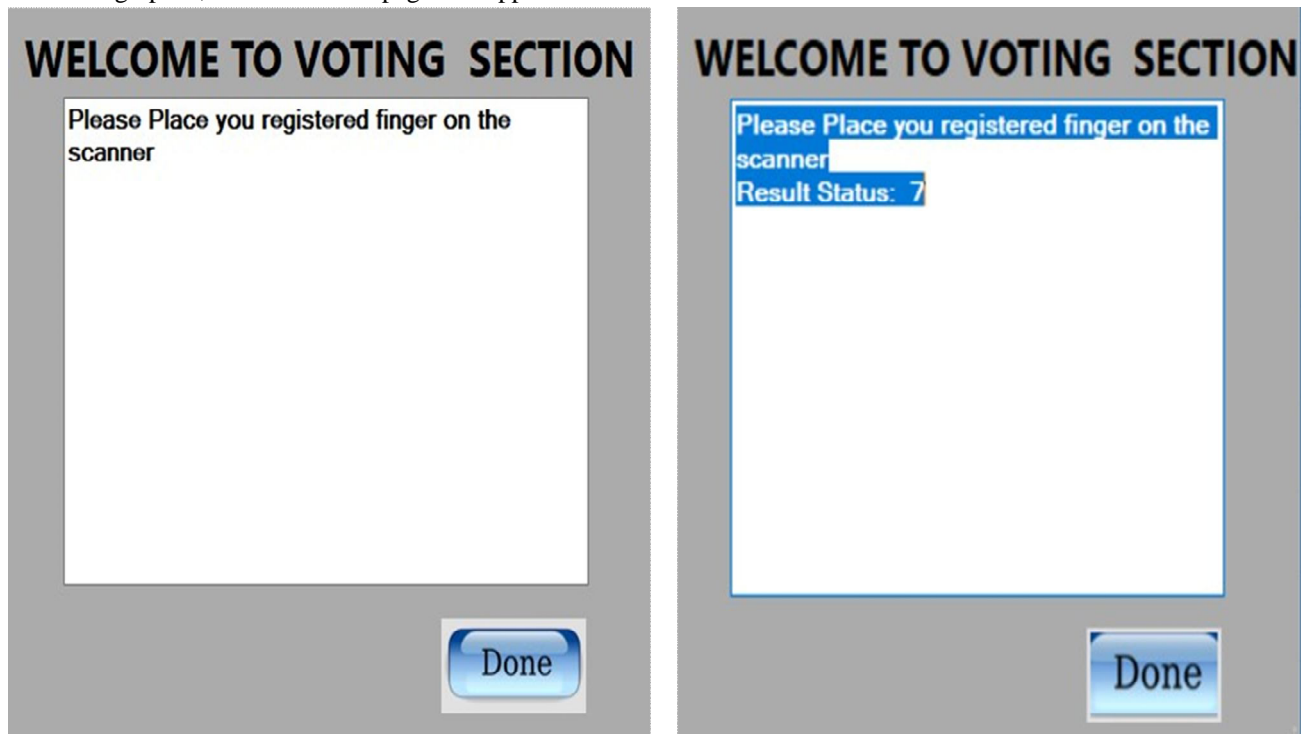 WELCOME TO VOTING SECTION
Please Place you registered finger on the
scanner
Done
WELCOME TO VOTING SECTION
Please Place you registered finger on the
scanner
Result Status: 7
Done